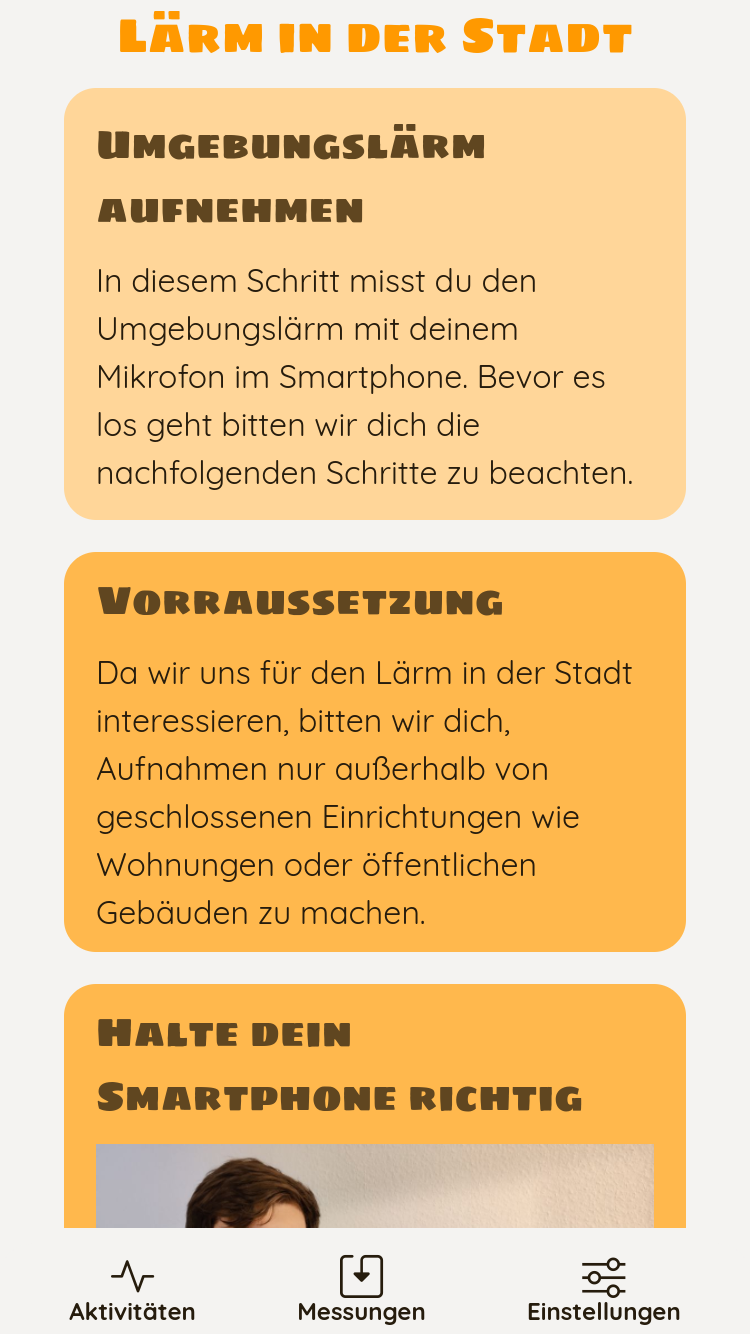 Lärm in der Stadt
Umgebungslärm
aufnehmen
In diesem Schritt misst du den
Umgebungslärm mit deinem
Mikrofon im Smartphone. Bevor es
los geht bitten wir dich die
nachfolgenden Schritte zu beachten.
Vorraussetzung
Da wir uns für den Lärm in der Stadt
interessieren, bitten wir dich,
Aufnahmen nur außerhalb von
geschlossenen Einrichtungen wie
Wohnungen oder öffentlichen
Gebäuden zu machen.
Halte dein
Smartphone richtig
Aktivitäten Messungen Einstellungen